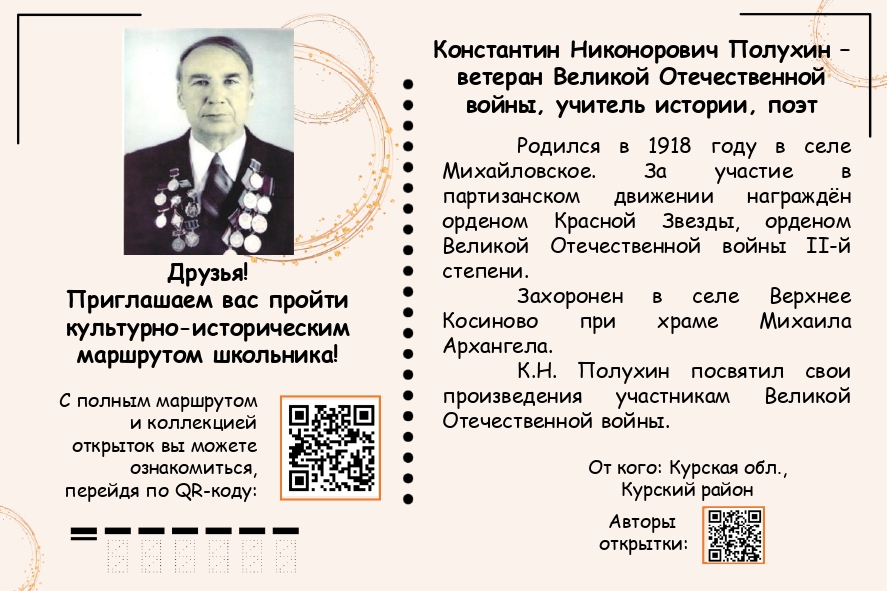 Друзья!
Приглашаем вас пройти
культурно-историческим
маршрутом школьника!
С полным маршрутом
и коллекцией
открыток вы можете
ознакомиться,
перейдя по QR-коду:
Константин Никонорович Полухин –
ветеран Великой Отечественной
войны, учитель истории, поэт
Родился в 1918 году в селе
Михайловское. За участие в
партизанском движении награждён
орденом Красной Звезды, орденом
Великой Отечественной войны II-й
степени.
Захоронен в селе Верхнее
Косиново при храме Михаила
Архангела.
К.Н. Полухин посвятил свои
произведения участникам Великой
Отечественной войны.
От кого: Курская обл.,
Курский район
Авторы
открытки: